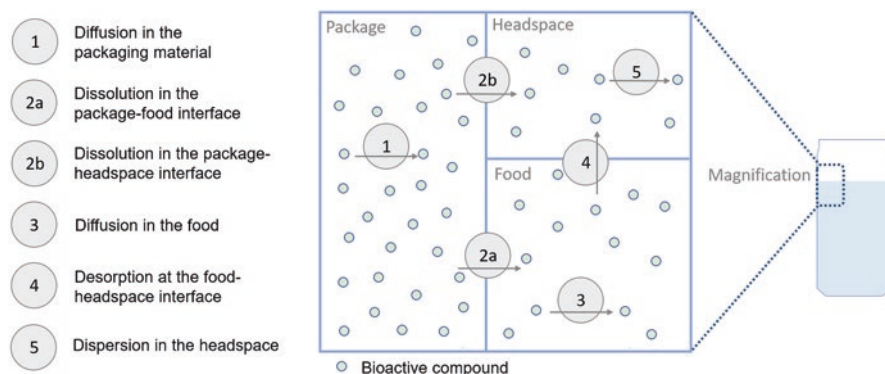 1
Diffusion in the
packaging material
2a
Dissolution in the
package-food interface
2b
Dissolution in the package-
headspace interface
3
Diffusion in the food
4
Desorption at the food-
headspace interface
5
Dispersion in the headspace
Package
Headspace
2b
5
1
4
Food
2a
3
Magnification
Bioactive compound